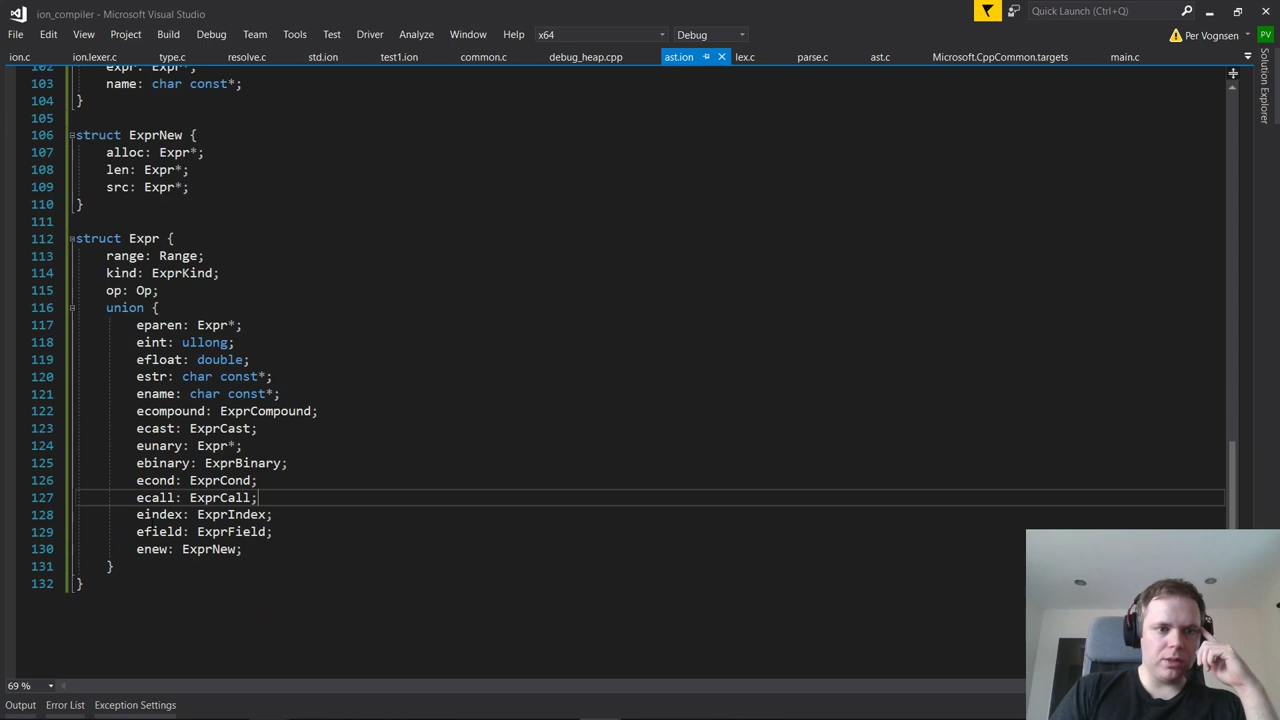 ion_compiler - Microsoft Visual Studio
Quick Launch (Ctrl+Q)
File Edit View Project Build Debug Team Tools Test Driver Analyze Window Help x64 Debug
Per Vognsen PV
ion.c ion.lexer.c type.c resolve.c std.ion test1.ion common.c debug_heap.cpp ast.ion lex.c parse.c ast.c Microsoft.CppCommon.targets main.c
Solution Explorer
102 expr: Expr*;
103 name: char const*;
104 }
105
106 struct ExprNew {
107 alloc: Expr*;
108 len: Expr*;
109 src: Expr*;
110 }
111
112 struct Expr {
113 range: Range;
114 kind: ExprKind;
115 op: Op;
116 union {
117 eparen: Expr*;
118 eint: ullong;
119 efloat: double;
120 estr: char const*;
121 ename: char const*;
122 ecompound: ExprCompound;
123 ecast: ExprCast;
124 eunary: Expr*;
125 ebinary: ExprBinary;
126 econd: ExprCond;
127 ecall: ExprCall;
128 eindex: ExprIndex;
129 efield: ExprField;
130 enew: ExprNew;
131 }
132 }
69 %
Output Error List Exception Settings